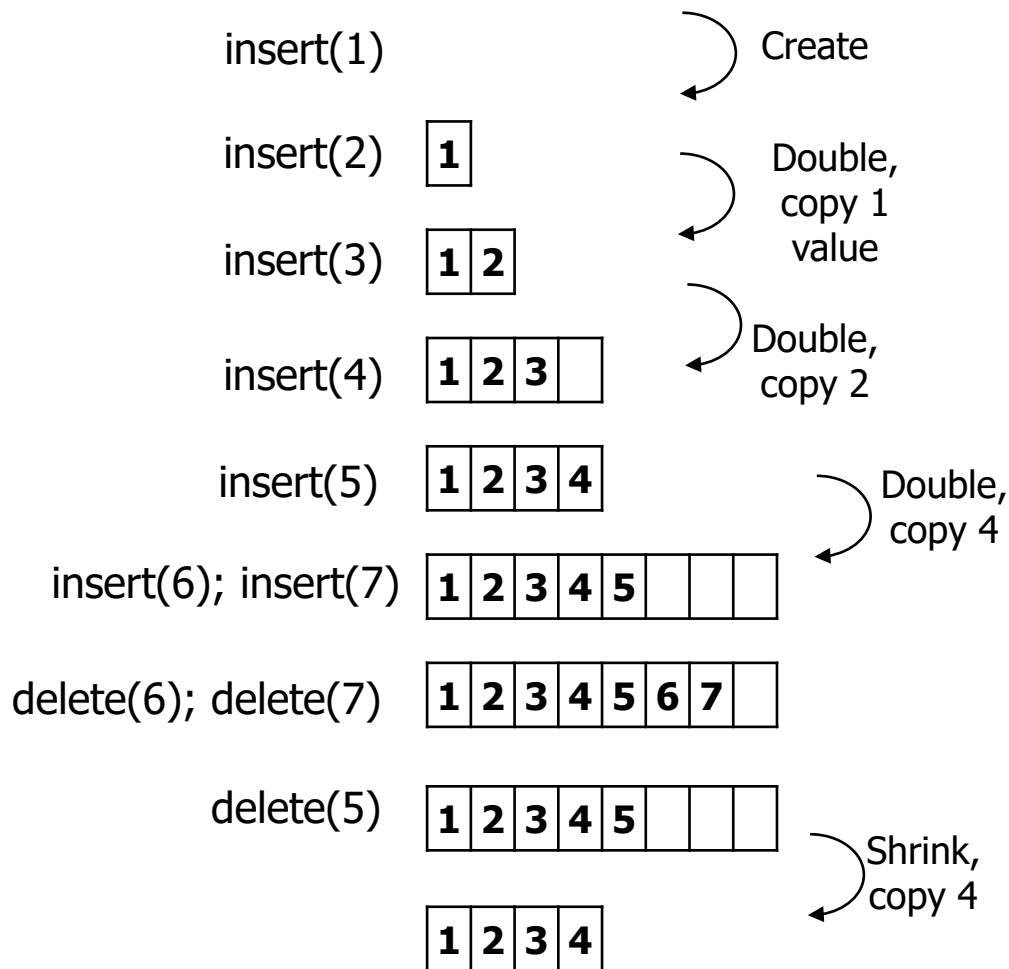 insert(1)
Create
insert(2)
1
Double,
copy 1
value
insert(3)
1 2
Double,
copy 2
insert(4)
1 2 3
insert(5)
1 2 3 4
Double,
copy 4
insert(6); insert(7)
1 2 3 4 5
delete(6); delete(7)
1 2 3 4 5 6 7
delete(5)
1 2 3 4 5
Shrink,
copy 4
1 2 3 4